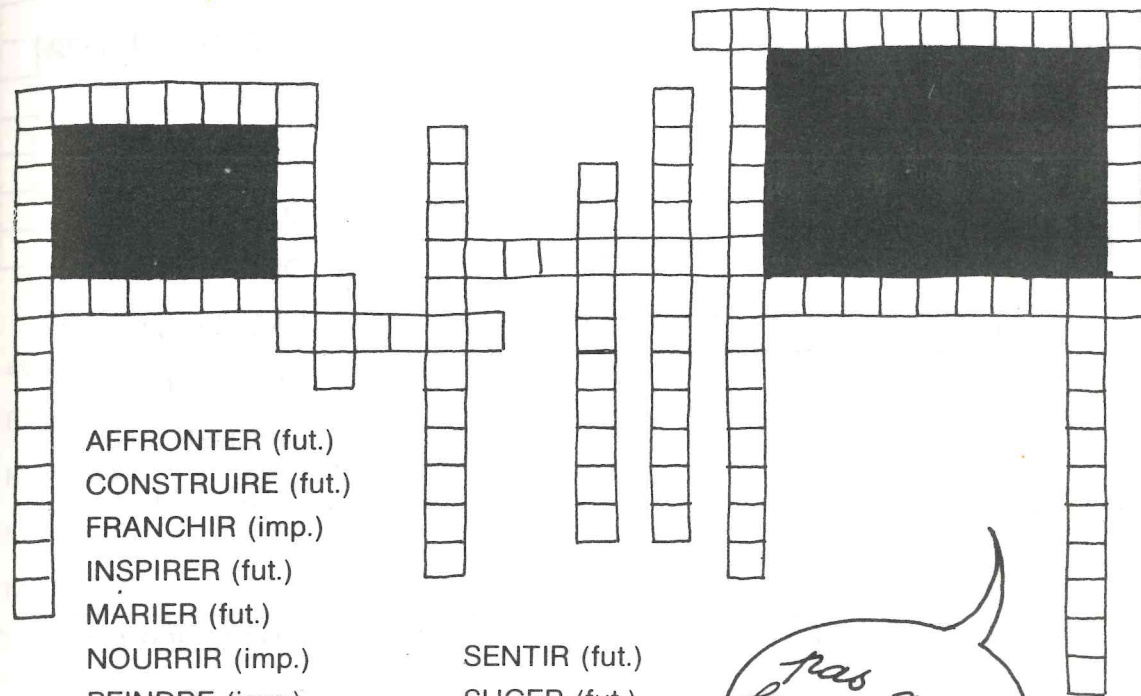 AFFRONTER (fut.)
CONSTRUIRE (fut.)
FRANCHIR (imp.)
INSPIRER (fut.)
MARIER (fut.)
NOURRIR (imp.)
SENTIR (fut.)
pas